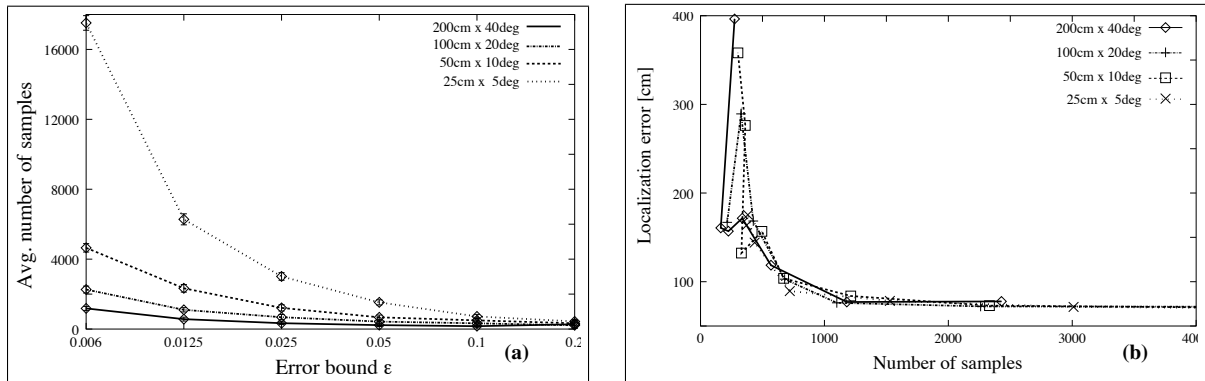 16000
12000
8000
4000
0
Avg. number of samples
200cm x 40deg
100cm x 20deg
50cm x 10deg
25cm x 5deg
0.006
0.0125
0.025
0.05
0.1
0.2
Error bound ε
(a)
400
300
200
100
Localization error [cm]
200cm x 40deg
100cm x 20deg
50cm x 10deg
25cm x 5deg
0
1000
2000
3000
4000
Number of samples
(b)